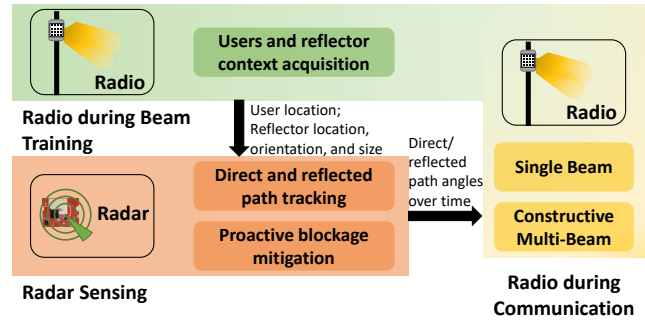 Users and reflector
context acquisition
Radio
Radio during Beam
Training
User location;
Reflector location,
orientation, and size
Direct and reflected
path tracking
Radar
Proactive blockage
mitigation
Radar Sensing
Direct/
reflected
path angles
over time
Radio
Single Beam
Constructive
Multi-Beam
Radio during
Communication